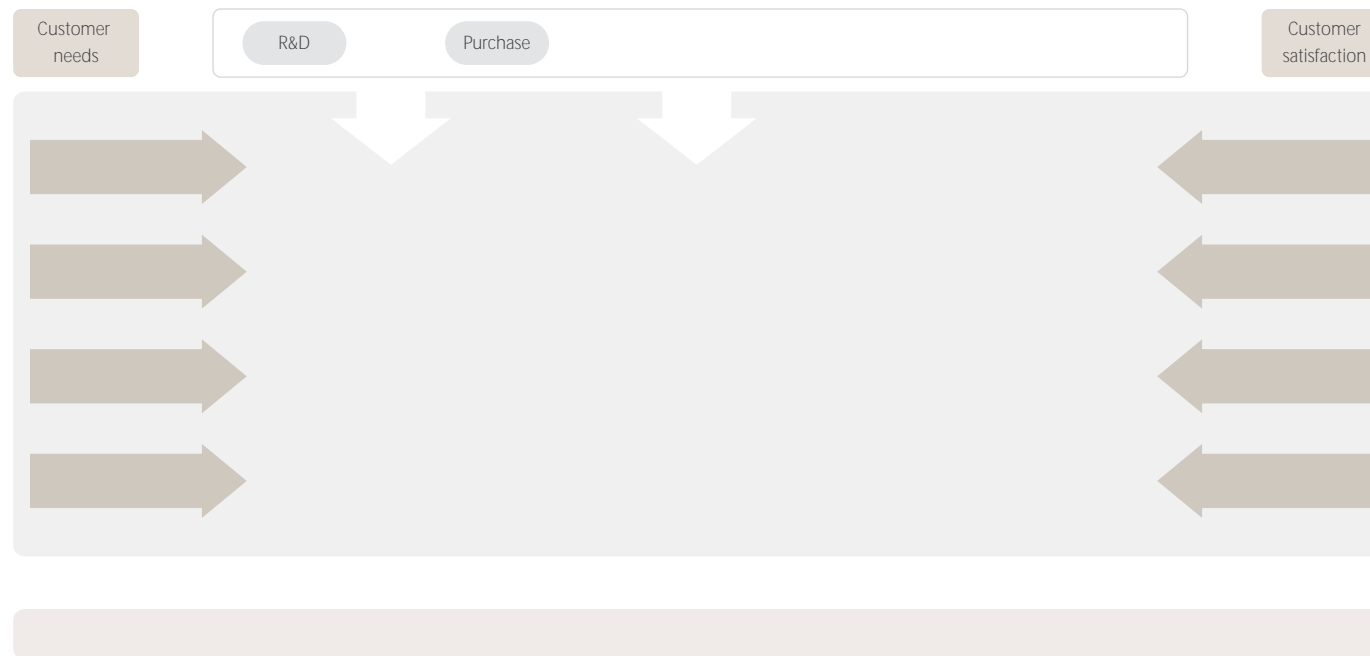 Customer
needs
R&D
Purchase
Customer
satisfaction